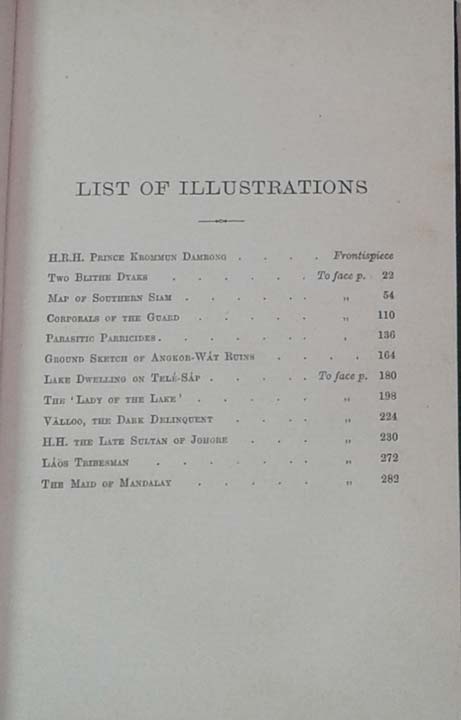 LIST OF ILLUSTRATIONS
H.R.H. PRINCE KROMMUN DAMRONG . . . . Frontispiece
TWO BLITHE DYAKS . . . . . . To face p. 22
MAP OF SOUTHERN SIAM . . . . . . „ 54
CORPORALS OF THE GUARD . . . . . „ 110
PARASITIC PARRICIDES . . . . . . . „ 136
GROUND SKETCH OF ANGKOR-WÁT RUINS . . . . 164
LAKE DWELLING ON TELÉ-SÁP . . . . . To face p. 180
THE 'LADY OF THE LAKE' . . . . . „ 198
VÁLLOO, THE DARK DELINQUENT . . . . „ 224
H.H. THE LATE SULTAN OF JOHORE . . . „ 230
LÁOS TRIBESMAN . . . . . . „ 272
THE MAID OF MANDALAY . . . . . „ 282